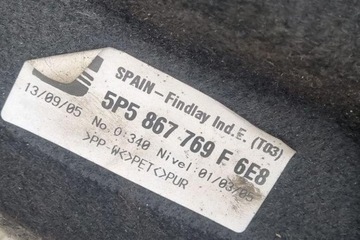 SPAIN - Findlay Ind.E. (T03)
5P5 867 769 F 6E8
13/09/05 No.O:340 Nivel:01/03/05
>PP-W<>PET<>PUR